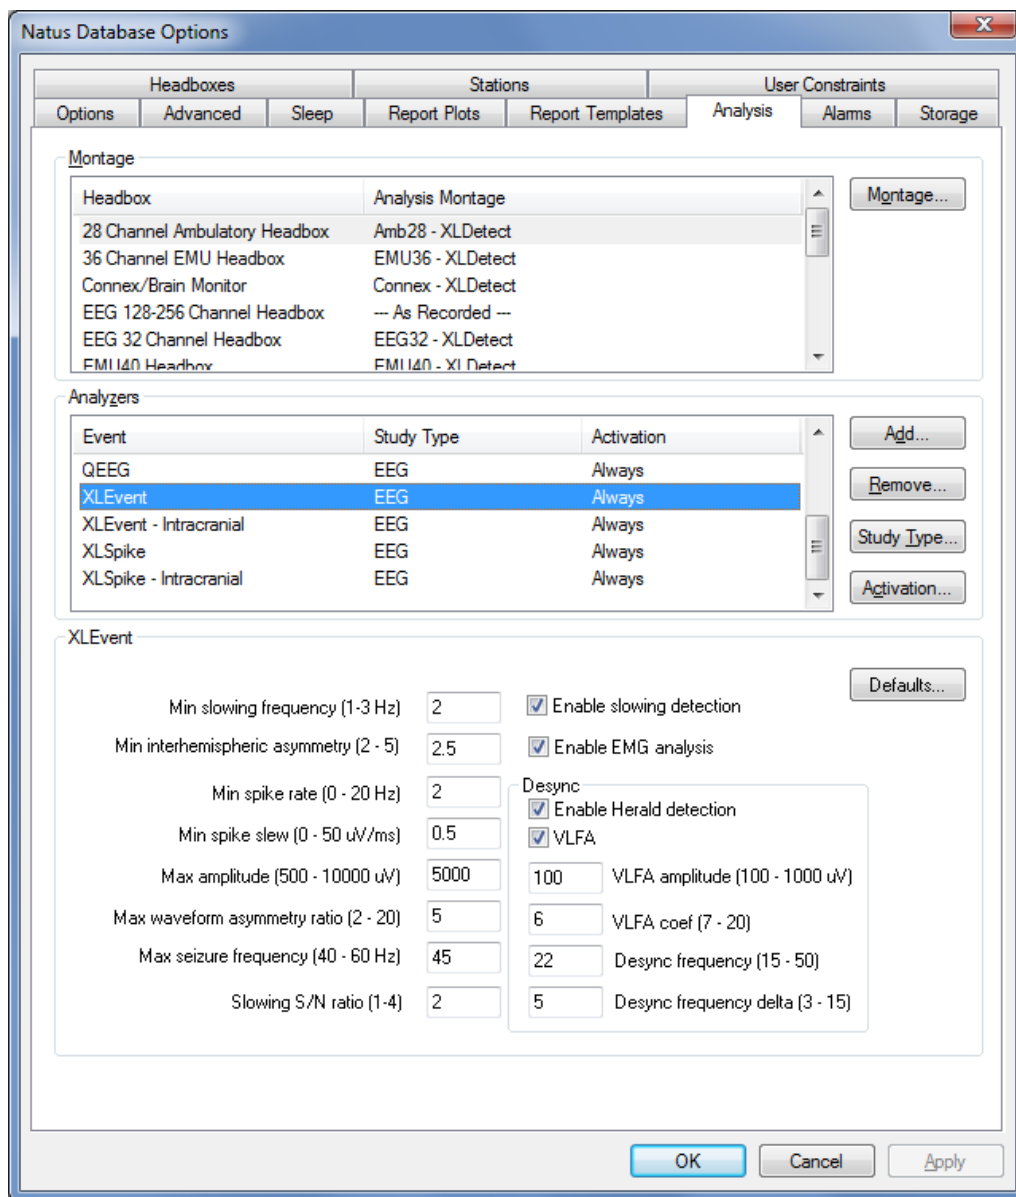 Natus Database Options
Headboxes Stations User Constraints
Options Advanced Sleep Report Plots Report Templates Analysis Alarms Storage
Montage
Headbox Analysis Montage Montage...
28 Channel Ambulatory Headbox Amb28 - XLDetect
36 Channel EMU Headbox EMU36 - XLDetect
Connex/Brain Monitor Connex - XLDetect
EEG 128-256 Channel Headbox --- As Recorded ---
EEG 32 Channel Headbox EEG32 - XLDetect
EMU40 Headbox EMU40 - XLDetect
Analyzers
Event Study Type Activation Add...
QEEG EEG Always
XLEvent EEG Always Remove...
XLEvent - Intracranial EEG Always
XLSpike EEG Always Study Type...
XLSpike - Intracranial EEG Always Activation...
XLEvent
Defaults...
Min slowing frequency (1-3 Hz) 2 Enable slowing detection
Min interhemispheric asymmetry (2 - 5) 2.5 Enable EMG analysis
Desync
Min spike rate (0 - 20 Hz) 2 Enable Herald detection
Min spike slew (0 - 50 uV/ms) 0.5 VLFA
Max amplitude (500 - 10000 uV) 5000 100 VLFA amplitude (100 - 1000 uV)
Max waveform asymmetry ratio (2 - 20) 5 6 VLFA coef (7 - 20)
Max seizure frequency (40 - 60 Hz) 45 22 Desync frequency (15 - 50)
Slowing S/N ratio (1-4) 2 5 Desync frequency delta (3 - 15)
OK Cancel Apply